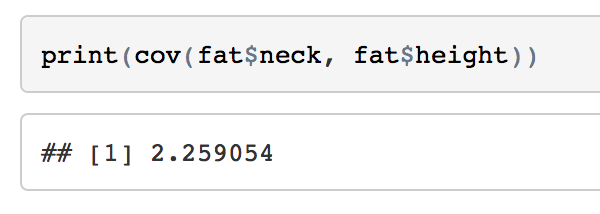 print(cov(fat$neck, fat$height))
## [1] 2.259054